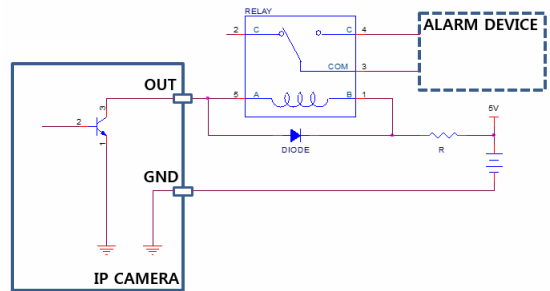 RELAY
ALARM DEVICE
2 C C 4
COM 3
OUT
5 A B 1
3
2
1
DIODE
R
5V
GND
IP CAMERA